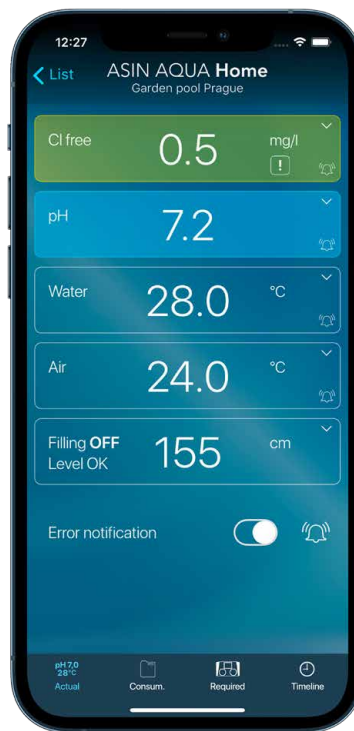 12:27
List
ASIN AQUA Home
Garden pool Prague
Cl free
0.5
mg/l
!
pH
7.2
Water
28.0
°C
Air
24.0
°C
Filling OFF
Level OK
155
cm
Error notification
pH 7,0
28°C
Actual
Consum.
Required
Timeline